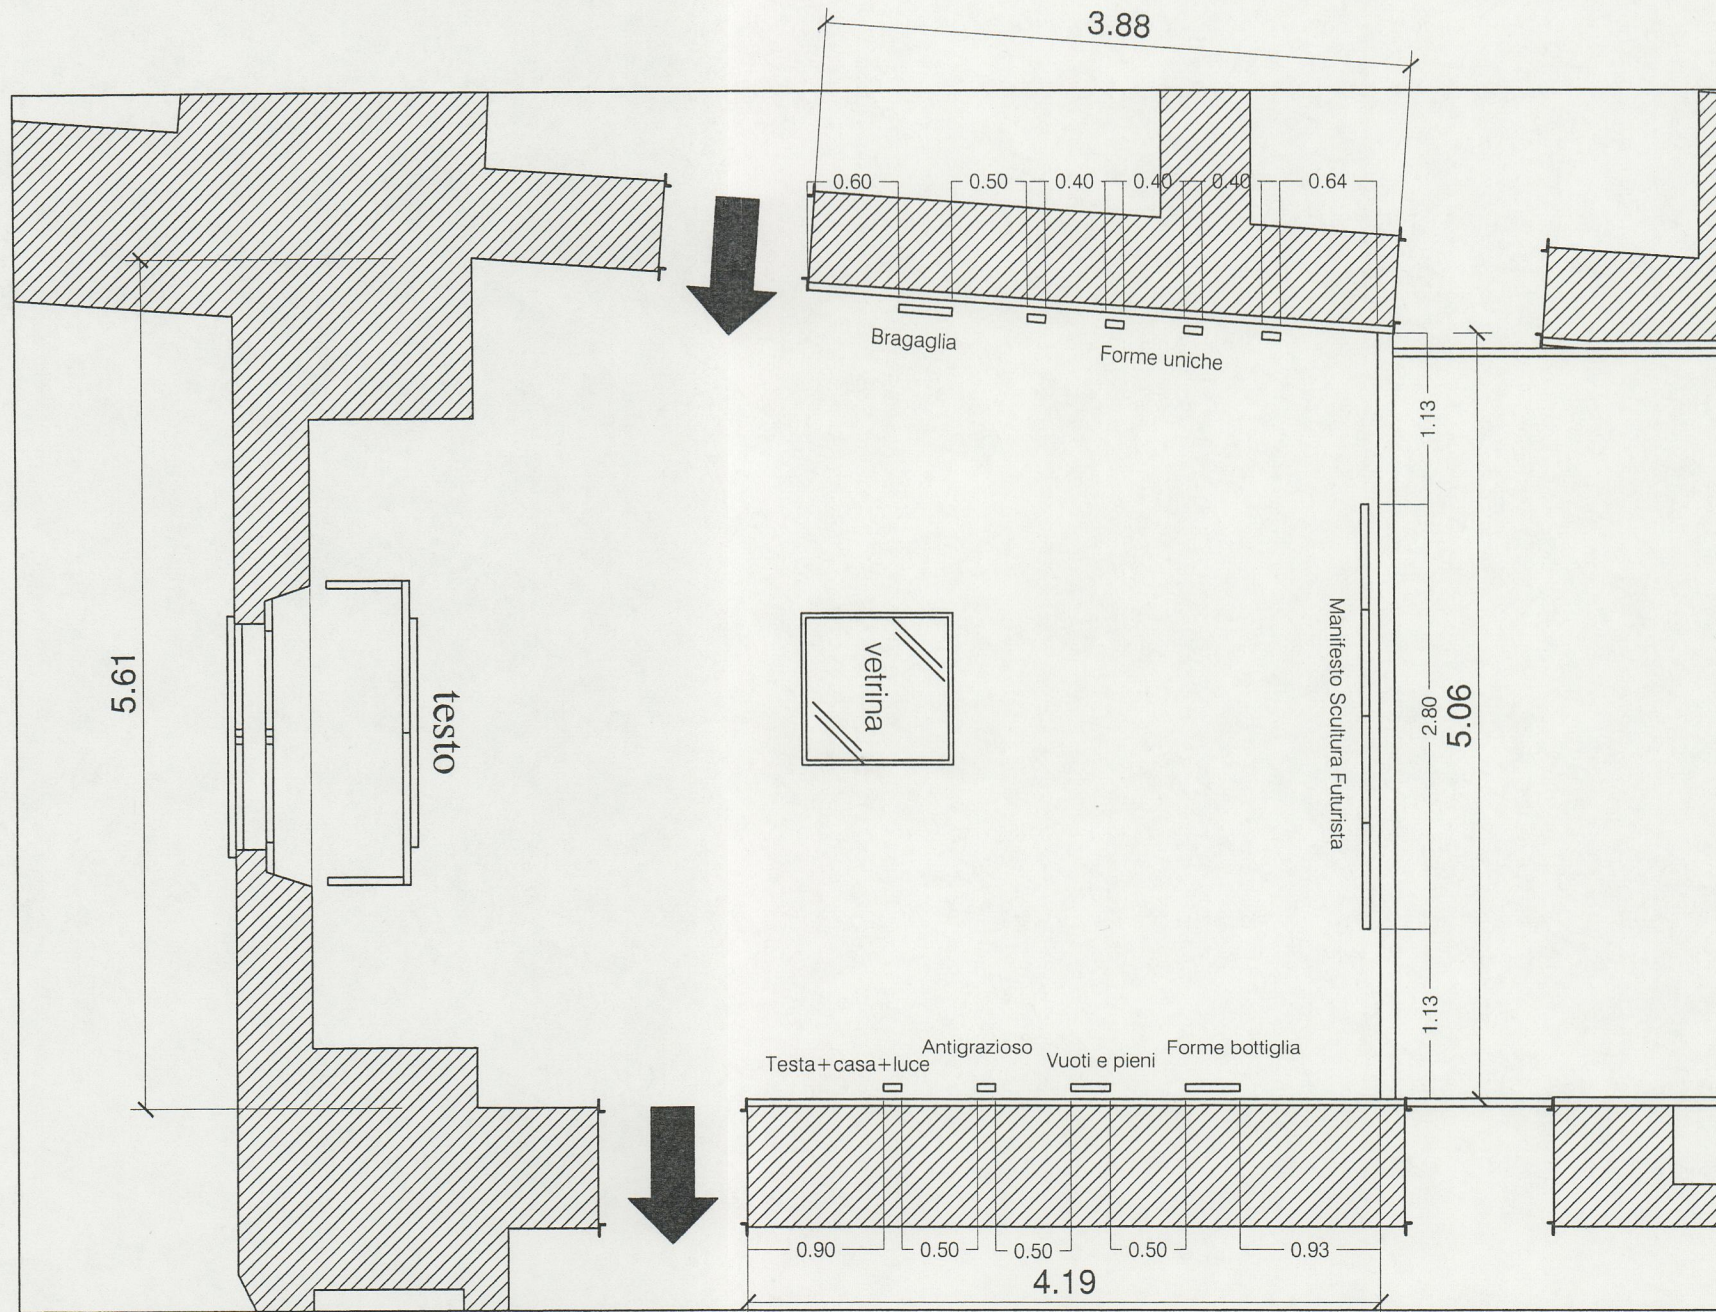 3.88
0.60
0.50
0.40
0.40
0.40
0.64
Bragaglia
Forme uniche
1.13
5.61
testo
vetrina
Manifesto Scultura Futurista
2.80
5.06
1.13
Testa+casa+luce
Antigrazioso
Vuoti e pieni
Forme bottiglia
0.90
0.50
0.50
0.50
0.93
4.19